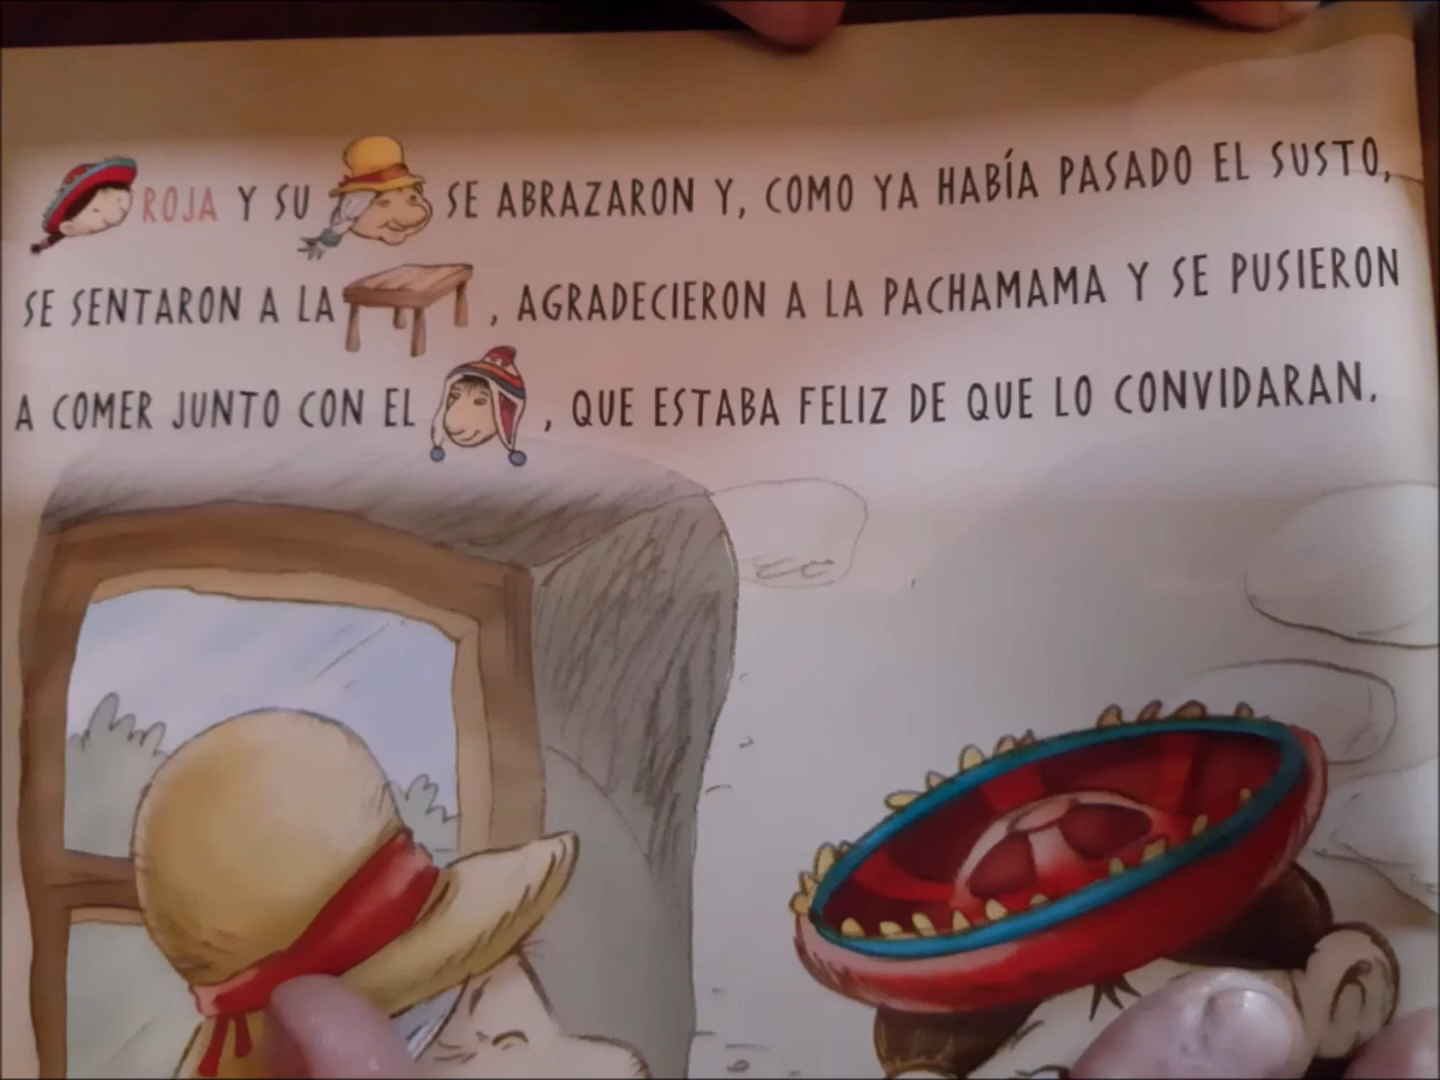 ROJA Y SU SE ABRAZARON Y, COMO YA HABÍA PASADO EL SUSTO,
SE SENTARON A LA , AGRADECIERON A LA PACHAMAMA Y SE PUSIERON
A COMER JUNTO CON EL , QUE ESTABA FELIZ DE QUE LO CONVIDARAN.